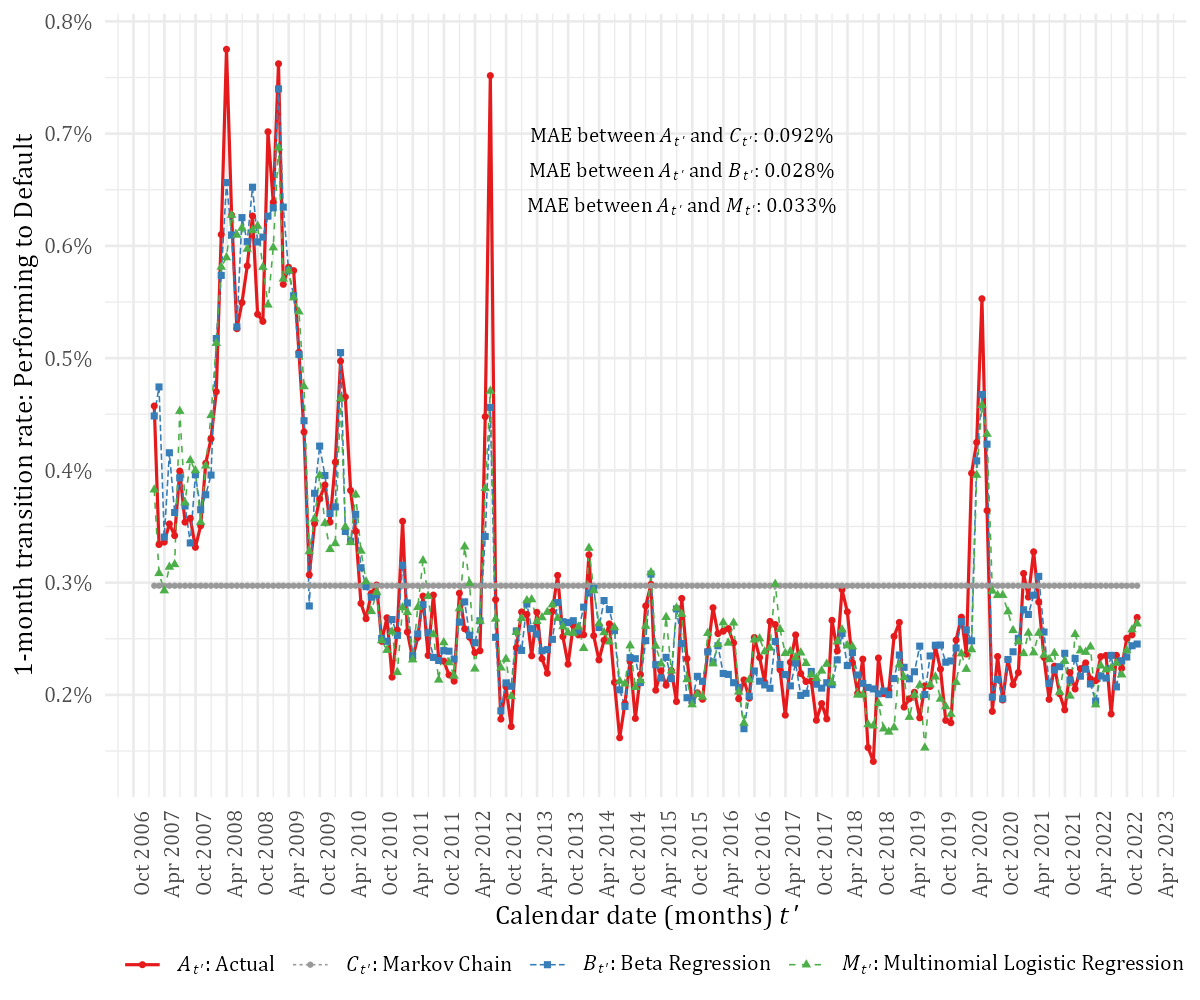 0.8%
0.7%
0.6%
0.5%
0.4%
0.3%
0.2%
1-month transition rate: Performing to Default
MAE between A_t′ and C_t′: 0.092%
MAE between A_t′ and B_t′: 0.028%
MAE between A_t′ and M_t′: 0.033%
Oct 2006
Apr 2007
Oct 2007
Apr 2008
Oct 2008
Apr 2009
Oct 2009
Apr 2010
Oct 2010
Apr 2011
Oct 2011
Apr 2012
Oct 2012
Apr 2013
Oct 2013
Apr 2014
Oct 2014
Apr 2015
Oct 2015
Apr 2016
Oct 2016
Apr 2017
Oct 2017
Apr 2018
Oct 2018
Apr 2019
Oct 2019
Apr 2020
Oct 2020
Apr 2021
Oct 2021
Apr 2022
Oct 2022
Apr 2023
Calendar date (months) t′
A_t′: Actual
C_t′: Markov Chain
B_t′: Beta Regression
M_t′: Multinomial Logistic Regression